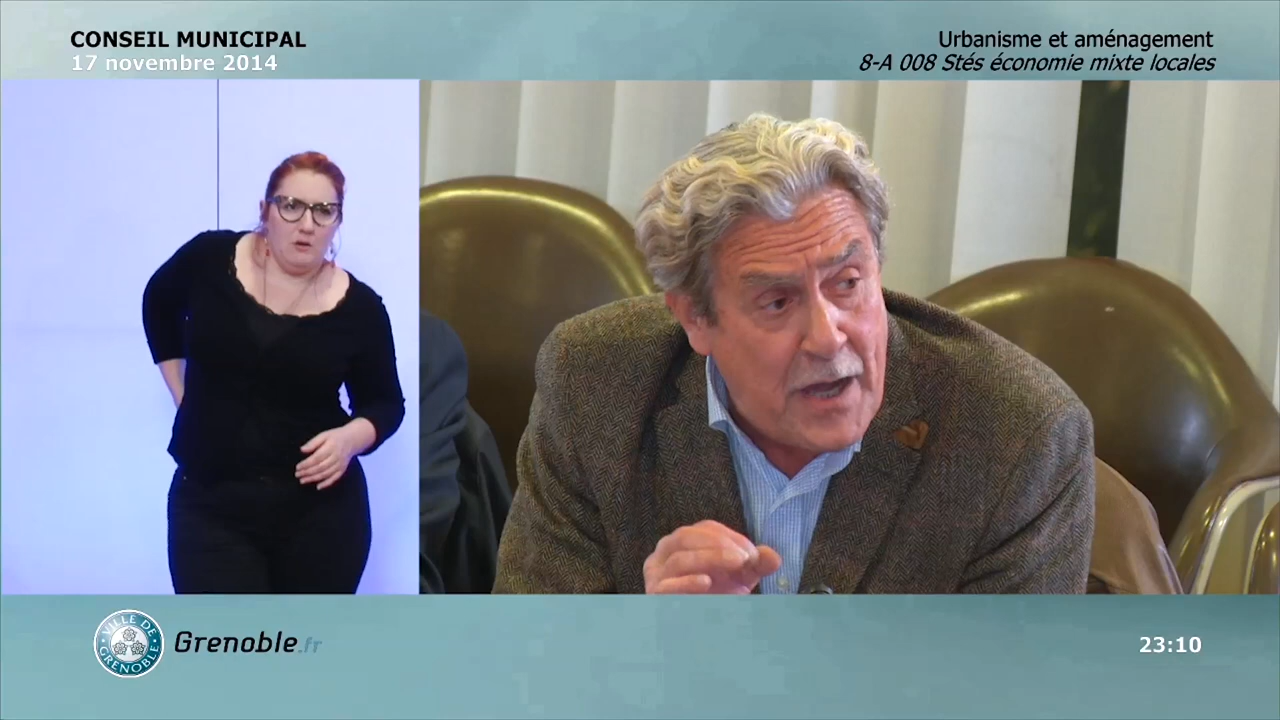 CONSEIL MUNICIPAL
17 novembre 2014
Urbanisme et aménagement
8-A 008 Stés économie mixte locales
VILLE DE
GRENOBLE
Grenoble.fr
23:10